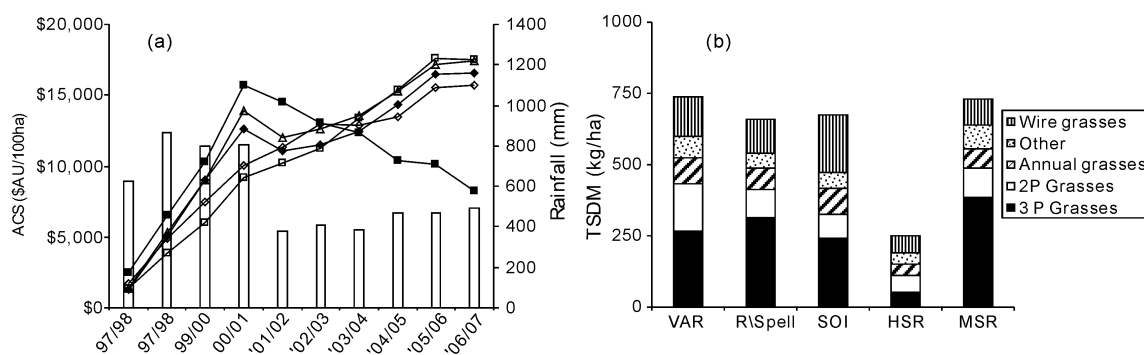 (a)
ACS ($AU/100ha)
$20,000
$15,000
$10,000
$5,000
$0
1400
1200
1000
800
600
400
200
0
Rainfall (mm)
97/98
97/98
99/00
00/01
'01/02
'02/03
'03/04
'04/05
'05/06
'06/07
(b)
TSDM (kg/ha)
1000
750
500
250
0
VAR
R\Spell
SOI
HSR
MSR
Wire grasses
Other
Annual grasses
2P Grasses
3 P Grasses